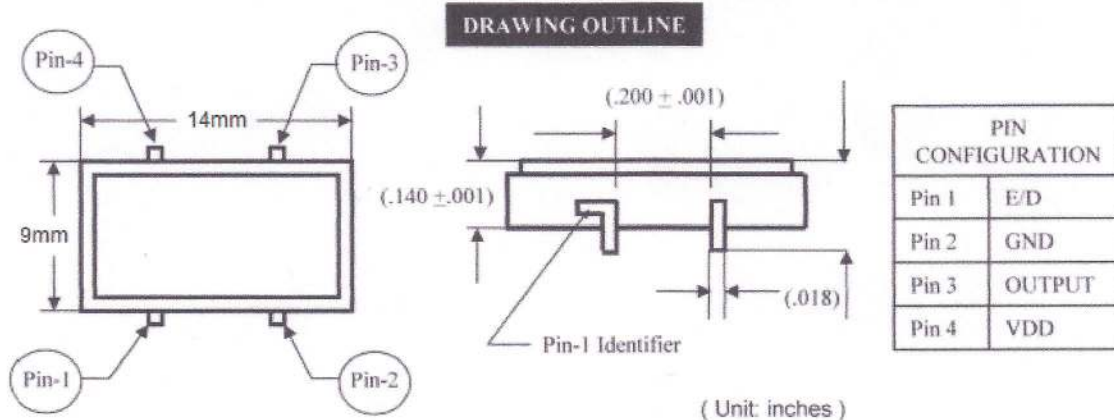 DRAWING OUTLINE
Pin-4
Pin-3
14mm
9mm
Pin-1
Pin-2
(.200 ± .001)
(.140 ±.001)
(.018)
Pin-1 Identifier
( Unit: inches )
PIN
CONFIGURATION
Pin 1 E/D
Pin 2 GND
Pin 3 OUTPUT
Pin 4 VDD